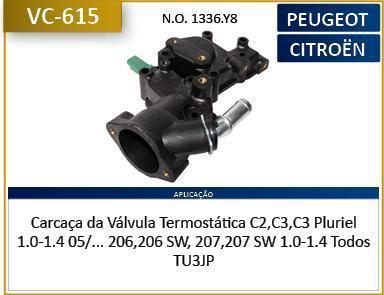 VC-615
N.O. 1336.Y8
PEUGEOT
CITROËN
APLICAÇÃO
Carcaça da Válvula Termostática C2,C3,C3 Pluriel
1.0-1.4 05/... 206,206 SW, 207,207 SW 1.0-1.4 Todos
TU3JP